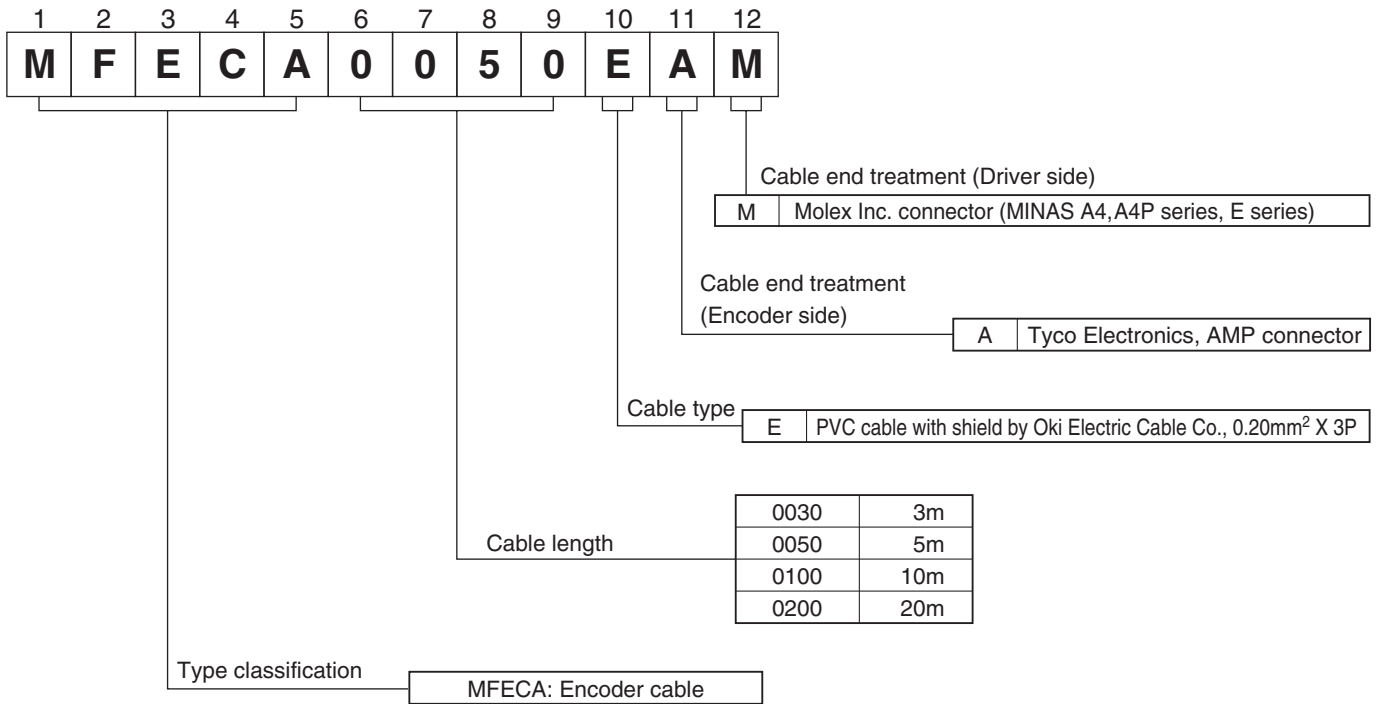 1 2 3 4 5 6 7 8 9 10 11 12
M F E C A 0 0 5 0 E A M
Cable end treatment (Driver side)
M Molex Inc. connector (MINAS A4,A4P series, E series)
Cable end treatment
(Encoder side)
A Tyco Electronics, AMP connector
Cable type
E PVC cable with shield by Oki Electric Cable Co., 0.20mm² X 3P
Cable length
0030 3m
0050 5m
0100 10m
0200 20m
Type classification
MFECA: Encoder cable